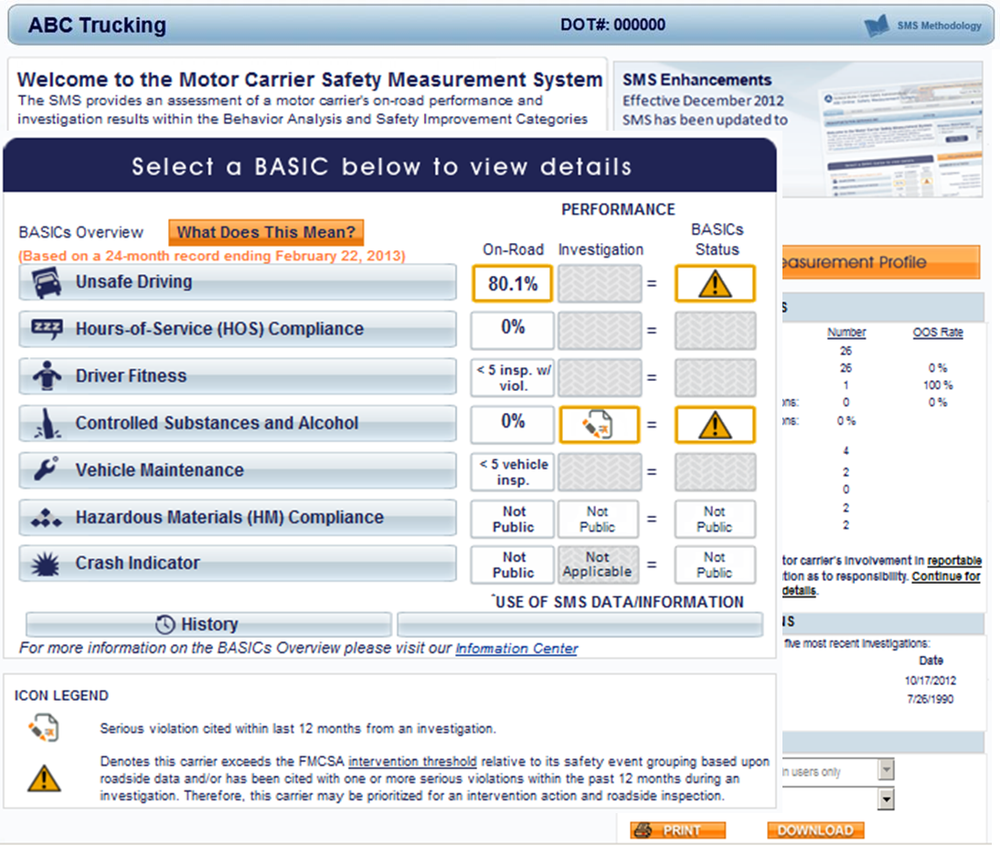 ABC Trucking
DOT#: 000000
SMS Methodology
Welcome to the Motor Carrier Safety Measurement System
The SMS provides an assessment of a motor carrier's on-road performance and
investigation results within the Behavior Analysis and Safety Improvement Categories
SMS Enhancements
Effective December 2012
SMS has been updated to
Select a BASIC below to view details
PERFORMANCE
BASICs Overview
What Does This Mean?
(Based on a 24-month record ending February 22, 2013)
On-Road
Investigation
BASICs
Status
Unsafe Driving
80.1%
=
Hours-of-Service (HOS) Compliance
0%
=
Driver Fitness
< 5 insp. w/
viol.
=
Controlled Substances and Alcohol
0%
=
Vehicle Maintenance
< 5 vehicle
insp.
=
Hazardous Materials (HM) Compliance
Not
Public
Not
Public
=
Not
Public
Crash Indicator
Not
Public
Not
Applicable
=
Not
Public
*USE OF SMS DATA/INFORMATION
History
For more information on the BASICs Overview please visit our Information Center
ICON LEGEND
Serious violation cited within last 12 months from an investigation.
Denotes this carrier exceeds the FMCSA intervention threshold relative to its safety event grouping based upon
roadside data and/or has been cited with one or more serious violations within the past 12 months during an
investigation. Therefore, this carrier may be prioritized for an intervention action and roadside inspection.
easurement Profile
S
Number OOS Rate
26
26 0 %
1 100 %
ons: 0 0 %
ons: 0 %
4
2
0
2
2
tor carrier's involvement in reportable
tion as to responsibility. Continue for
details.
NS
five most recent investigations:
Date
10/17/2012
7/26/1990
in users only
PRINT
DOWNLOAD